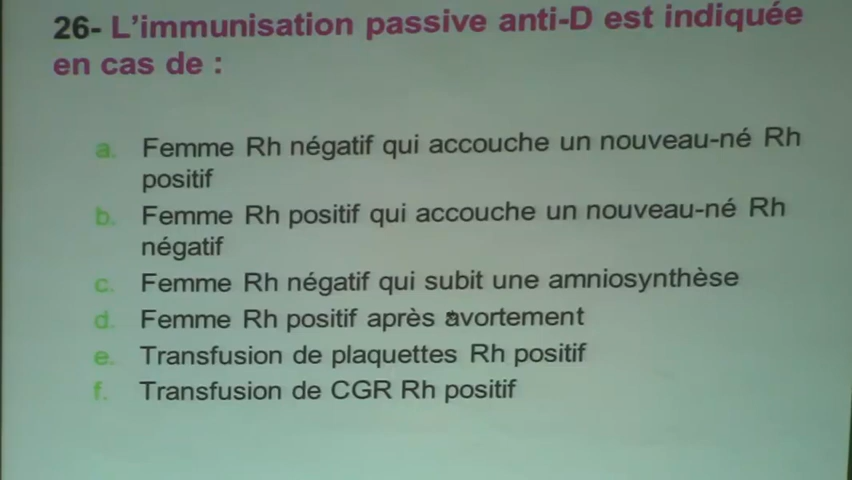 26- L'immunisation passive anti-D est indiquée
en cas de :
a. Femme Rh négatif qui accouche un nouveau-né Rh
positif
b. Femme Rh positif qui accouche un nouveau-né Rh
négatif
c. Femme Rh négatif qui subit une amniosynthèse
d. Femme Rh positif après avortement
e. Transfusion de plaquettes Rh positif
f. Transfusion de CGR Rh positif